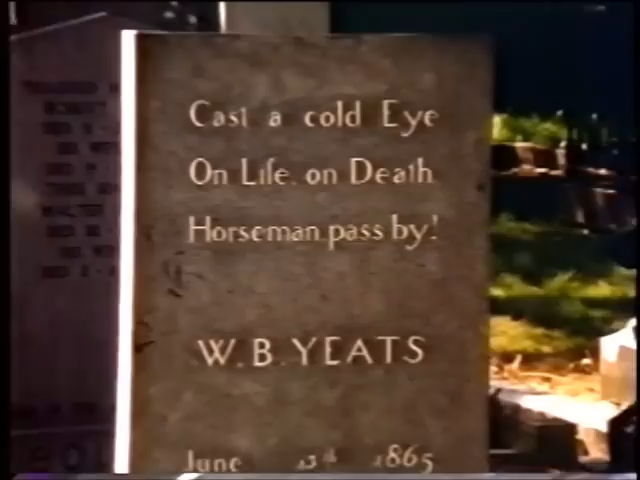 Cast a cold Eye
On Life, on Death.
Horseman, pass by!
W. B. YEATS
June 13th 1865